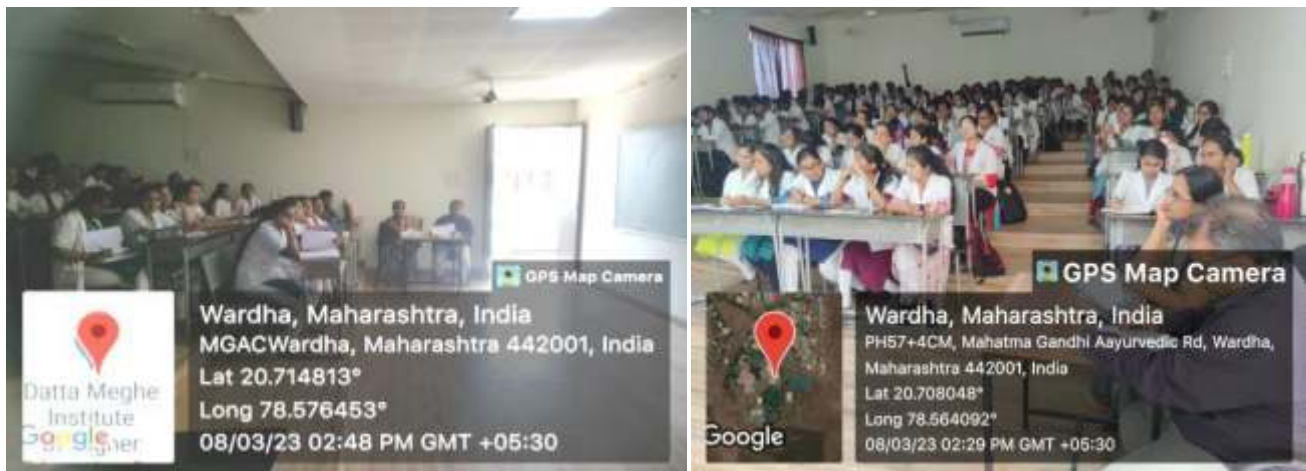 GPS Map Camera
Wardha, Maharashtra, India
MGACWardha, Maharashtra 442001, India
Lat 20.714813°
Long 78.576453°
08/03/23 02:48 PM GMT +05:30
Datta Meghe
Institute
Google
GPS Map Camera
Wardha, Maharashtra, India
PH57+4CM, Mahatma Gandhi Aayurvedic Rd, Wardha,
Maharashtra 442001, India
Lat 20.708048°
Long 78.564092°
08/03/23 02:29 PM GMT +05:30
Google